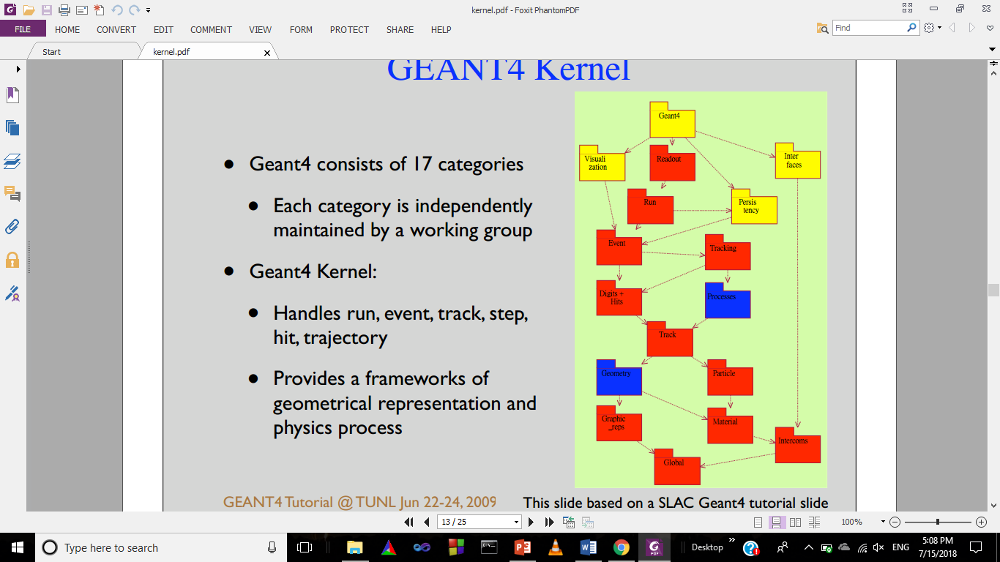 kernel.pdf - Foxit PhantomPDF
FILE HOME CONVERT EDIT COMMENT VIEW FORM PROTECT SHARE HELP
Find
Start
kernel.pdf
GEANT4 Kernel
• Geant4 consists of 17 categories
• Each category is independently
maintained by a working group
• Geant4 Kernel:
• Handles run, event, track, step,
hit, trajectory
• Provides a frameworks of
geometrical representation and
physics process
Geant4
Visuali
zation
Readout
Inter
faces
Run
Persis
tency
Event
Tracking
Digits +
Hits
Processes
Track
Geometry
Particle
Graphic
_reps
Material
Intercoms
Global
GEANT4 Tutorial @ TUNL Jun 22-24, 2009
This slide based on a SLAC Geant4 tutorial slide
13 / 25
100%
Type here to search
Desktop
ENG
5:08 PM
7/15/2018